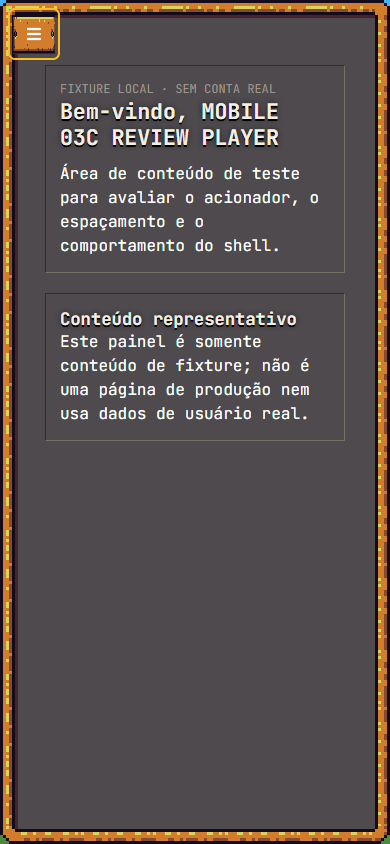 FIXTURE LOCAL · SEM CONTA REAL
Bem-vindo, MOBILE
03C REVIEW PLAYER
Área de conteúdo de teste
para avaliar o acionador, o
espaçamento e o
comportamento do shell.
Conteúdo representativo
Este painel é somente
conteúdo de fixture; não é
uma página de produção nem
usa dados de usuário real.